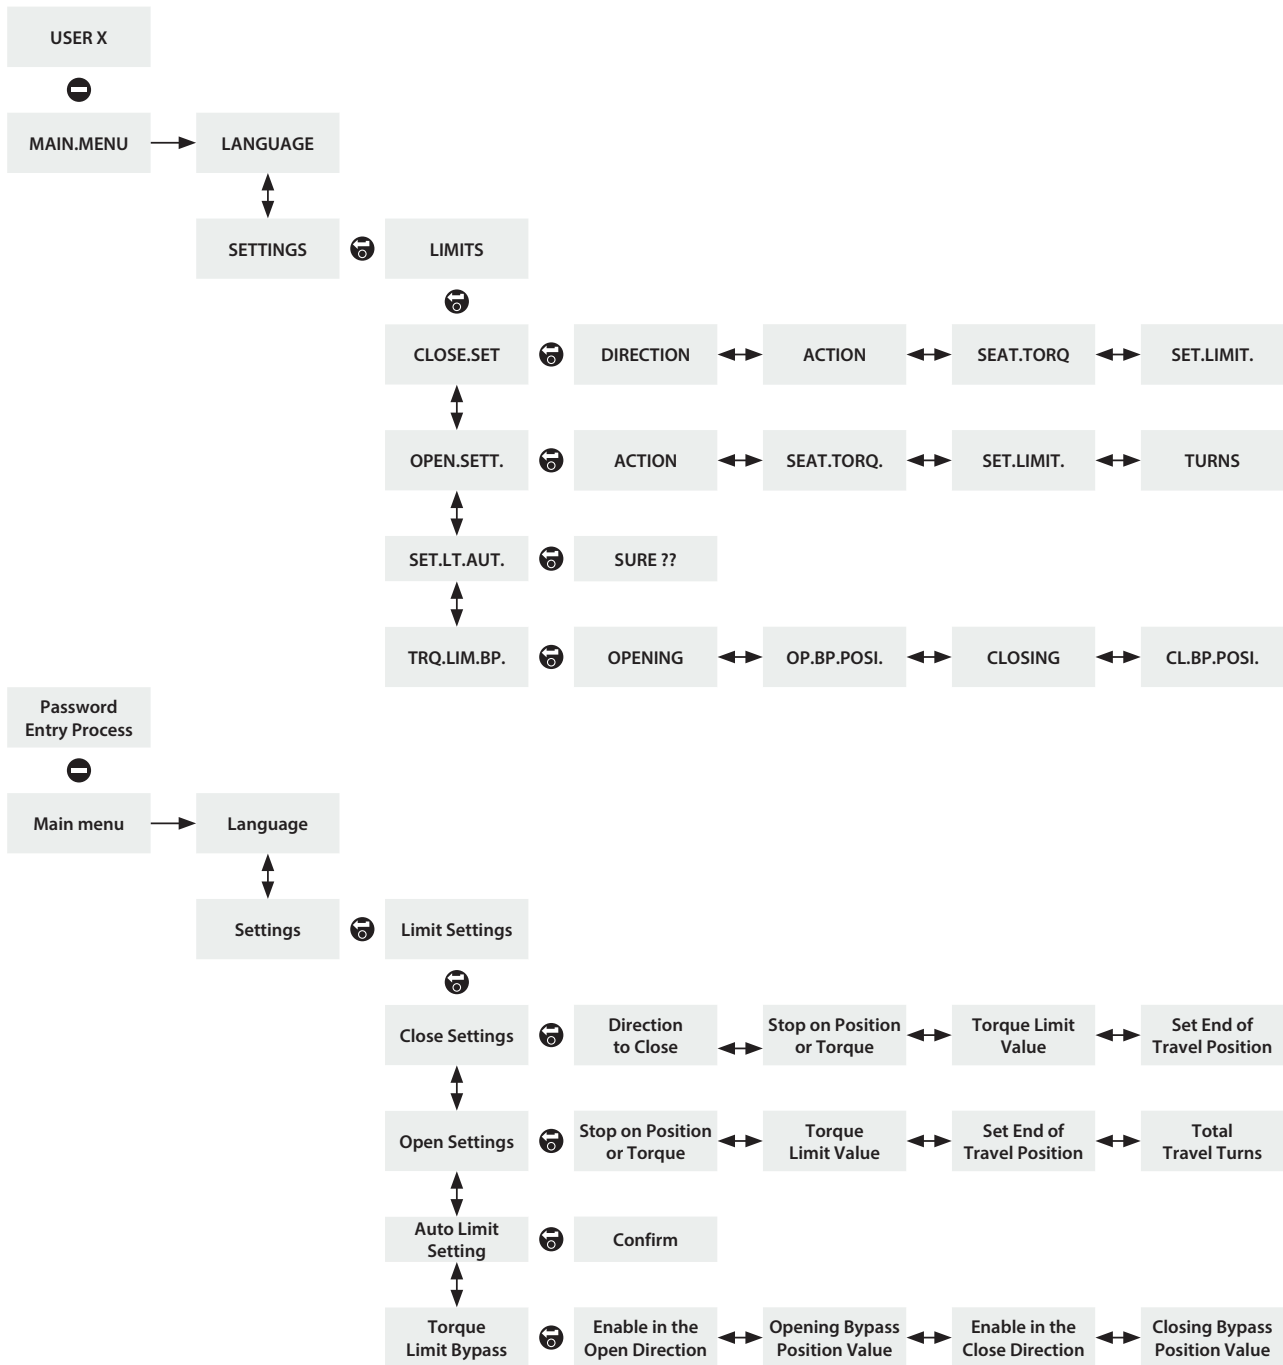 USER X
MAIN.MENU
LANGUAGE
SETTINGS
LIMITS
CLOSE.SET
DIRECTION
ACTION
SEAT.TORQ
SET.LIMIT.
OPEN.SETT.
ACTION
SEAT.TORQ.
SET.LIMIT.
TURNS
SET.LT.AUT.
SURE ??
TRQ.LIM.BP.
OPENING
OP.BP.POSI.
CLOSING
CL.BP.POSI.
Password
Entry Process
Main menu
Language
Settings
Limit Settings
Close Settings
Direction
to Close
Stop on Position
or Torque
Torque Limit
Value
Set End of
Travel Position
Open Settings
Stop on Position
or Torque
Torque
Limit Value
Set End of
Travel Position
Total
Travel Turns
Auto Limit
Setting
Confirm
Torque
Limit Bypass
Enable in the
Open Direction
Opening Bypass
Position Value
Enable in the
Close Direction
Closing Bypass
Position Value